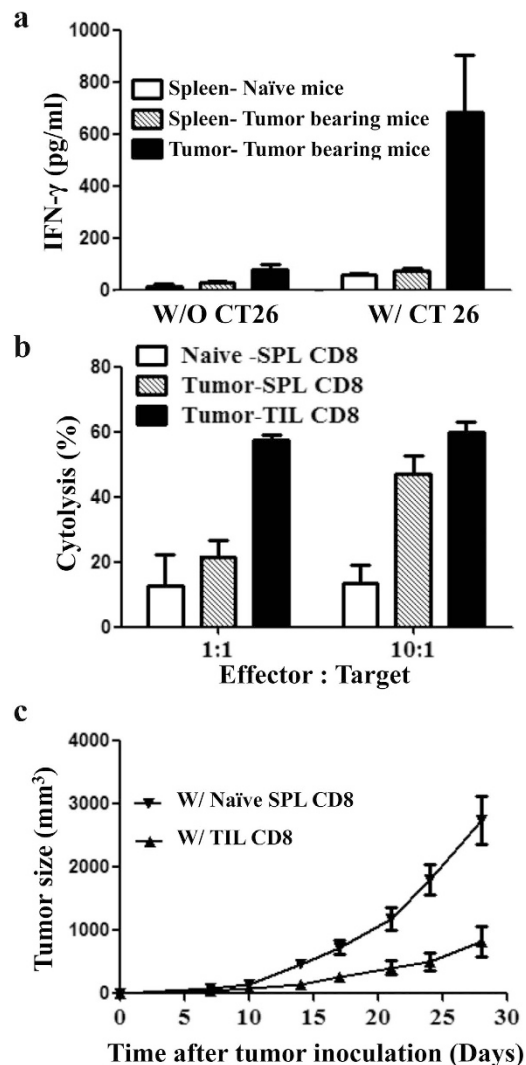 a
IFN-γ (pg/ml)
1000
800
600
400
200
0
Spleen- Naïve mice
Spleen- Tumor bearing mice
Tumor- Tumor bearing mice
W/O CT26
W/ CT 26
b
Cytolysis (%)
80
60
40
20
0
Naive -SPL CD8
Tumor-SPL CD8
Tumor-TIL CD8
1:1
10:1
Effector : Target
c
Tumor size (mm³)
4000
3000
2000
1000
0
W/ Naïve SPL CD8
W/ TIL CD8
0 5 10 15 20 25 30
Time after tumor inoculation (Days)